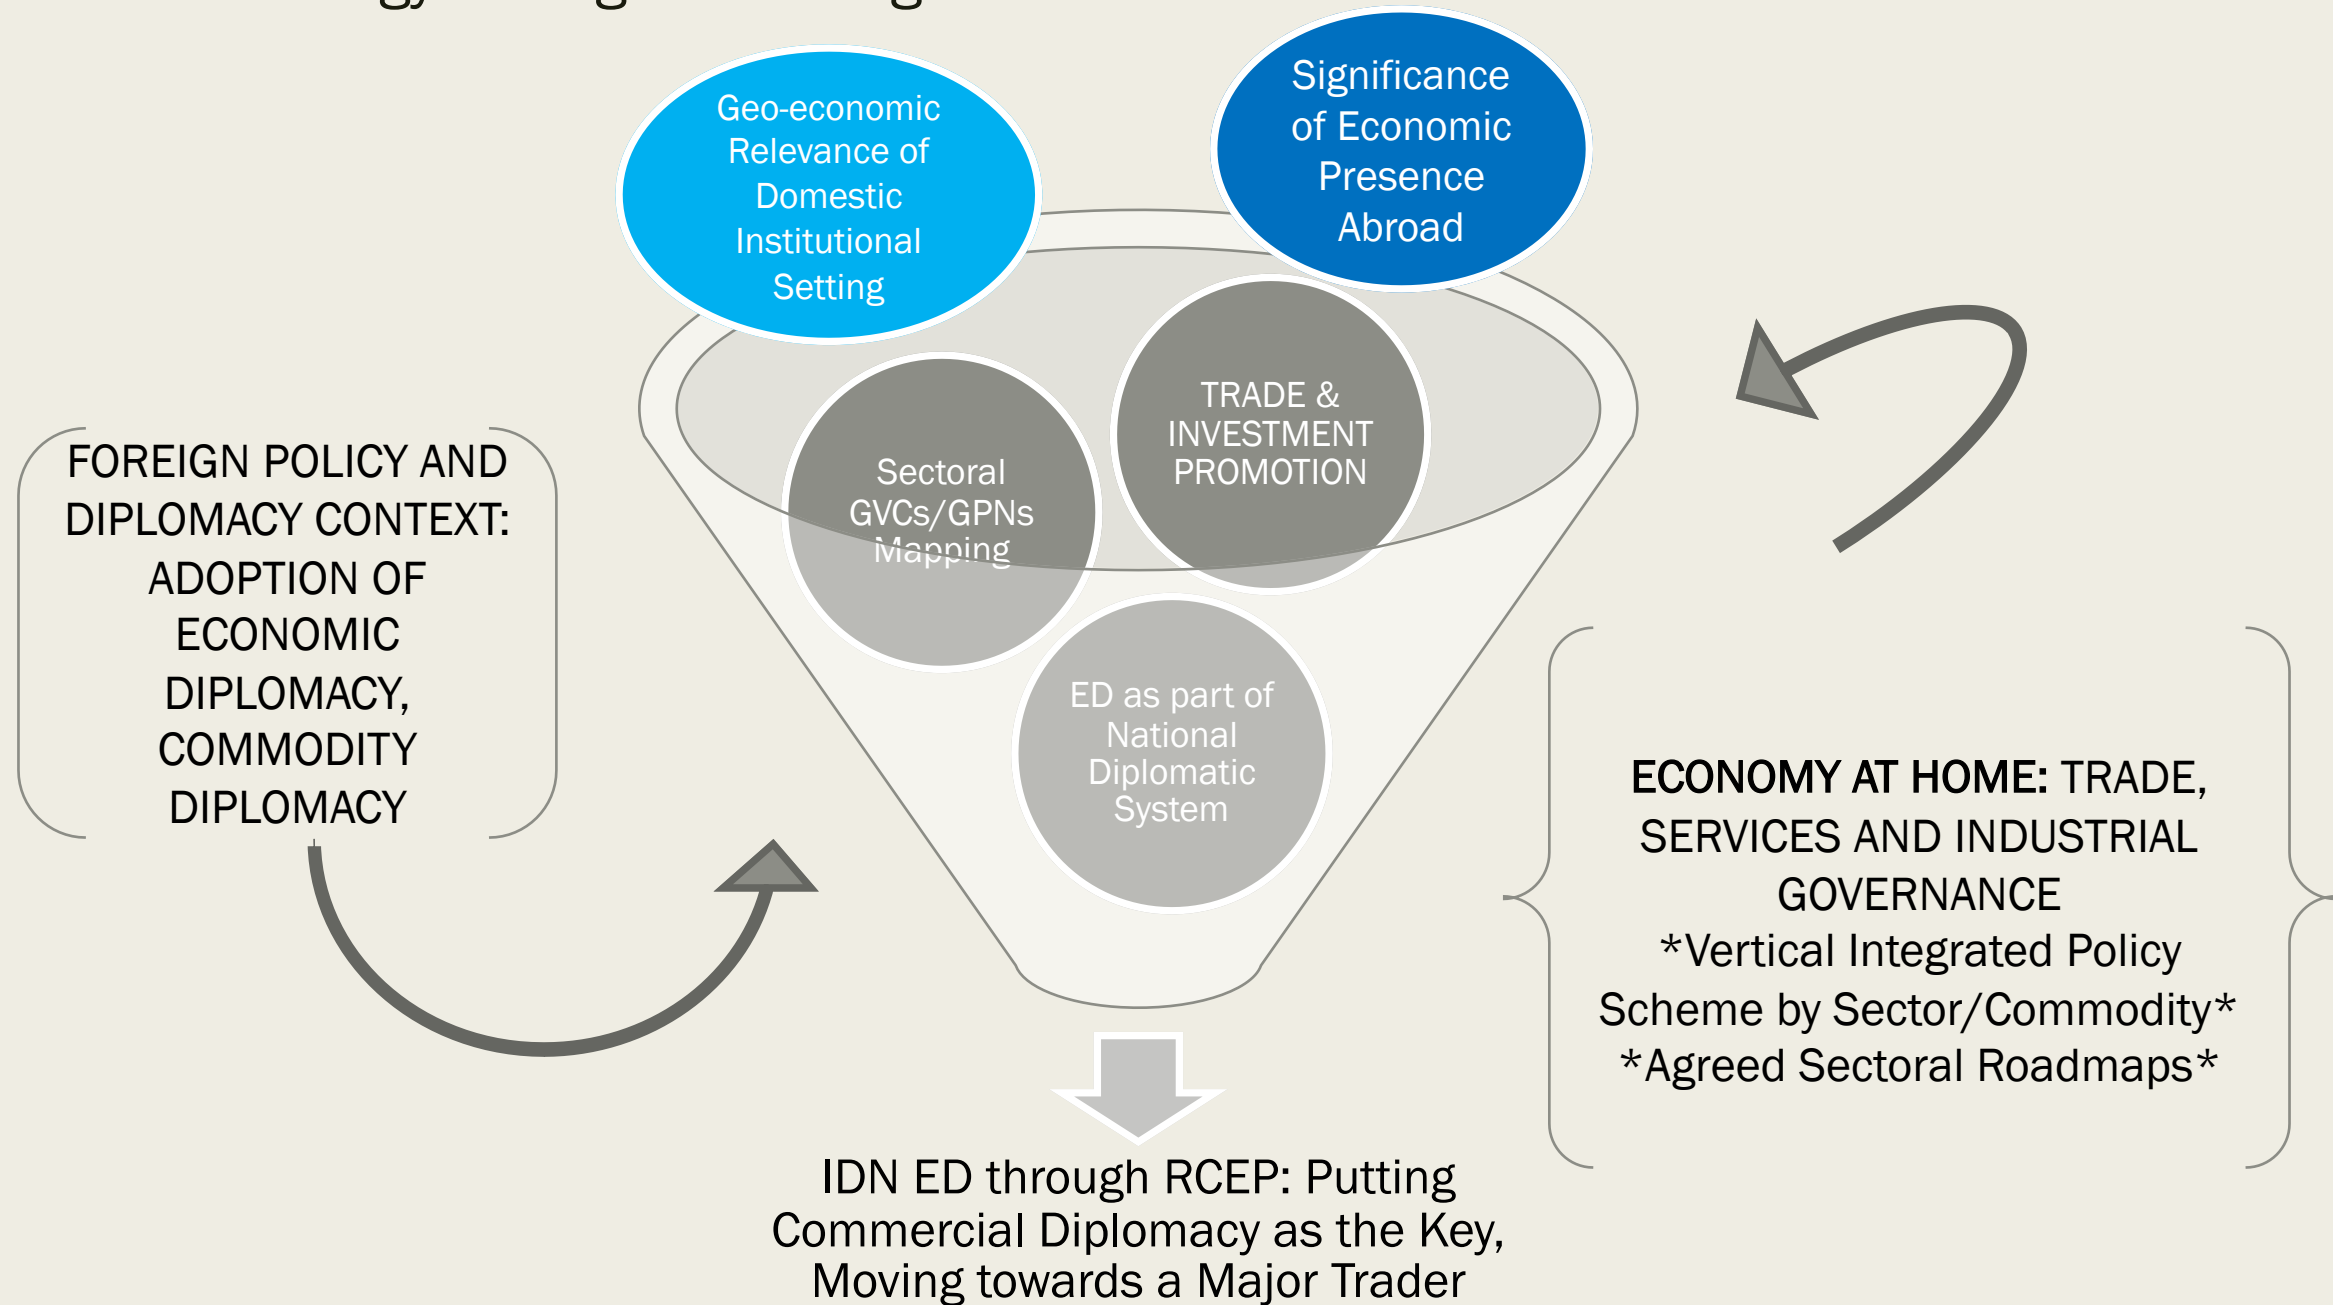 Geo-economic
Relevance of
Domestic
Institutional
Setting
Significance
of Economic
Presence
Abroad
TRADE &
INVESTMENT
PROMOTION
Sectoral
GVCs/GPNs
Mapping
ED as part of
National
Diplomatic
System
FOREIGN POLICY AND
DIPLOMACY CONTEXT:
ADOPTION OF
ECONOMIC
DIPLOMACY,
COMMODITY
DIPLOMACY
ECONOMY AT HOME: TRADE,
SERVICES AND INDUSTRIAL
GOVERNANCE
*Vertical Integrated Policy
Scheme by Sector/Commodity*
*Agreed Sectoral Roadmaps*
IDN ED through RCEP: Putting
Commercial Diplomacy as the Key,
Moving towards a Major Trader